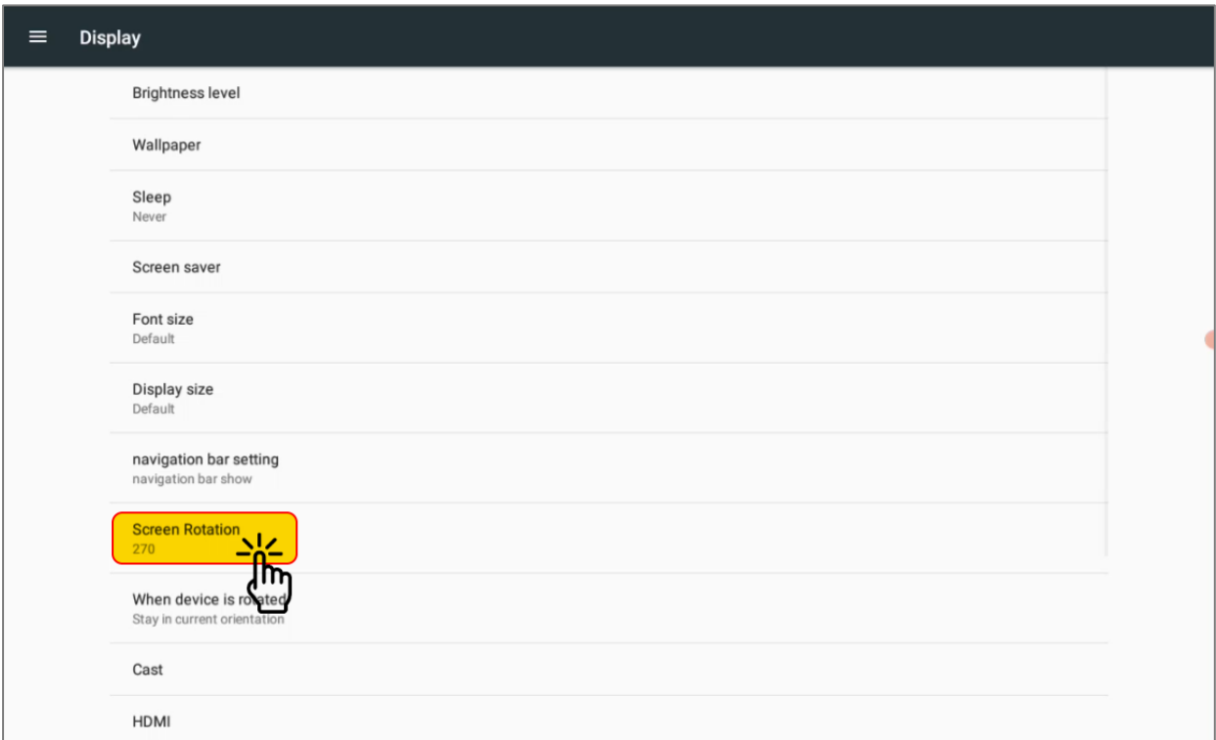 Display
Brightness level
Wallpaper
Sleep
Never
Screen saver
Font size
Default
Display size
Default
navigation bar setting
navigation bar show
Screen Rotation
270
When device is rotated
Stay in current orientation
Cast
HDMI